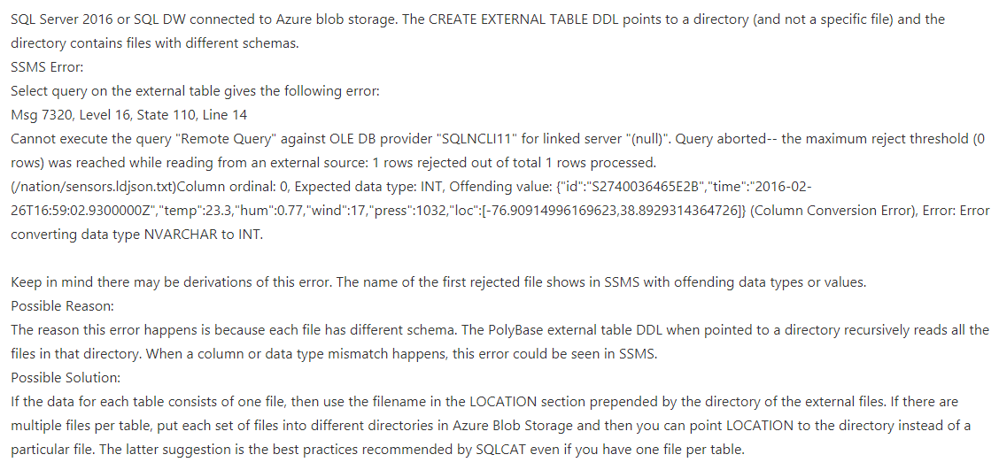 SQL Server 2016 or SQL DW connected to Azure blob storage. The CREATE EXTERNAL TABLE DDL points to a directory (and not a specific file) and the
directory contains files with different schemas.
SSMS Error:
Select query on the external table gives the following error:
Msg 7320, Level 16, State 110, Line 14
Cannot execute the query "Remote Query" against OLE DB provider "SQLNCLI11" for linked server "(null)". Query aborted-- the maximum reject threshold (0
rows) was reached while reading from an external source: 1 rows rejected out of total 1 rows processed.
(/nation/sensors.ldjson.txt)Column ordinal: 0, Expected data type: INT, Offending value: {"id":"S2740036465E2B","time":"2016-02-
26T16:59:02.9300000Z","temp":23.3,"hum":0.77,"wind":17,"press":1032,"loc":[-76.90914996169623,38.8929314364726]} (Column Conversion Error), Error: Error
converting data type NVARCHAR to INT.
Keep in mind there may be derivations of this error. The name of the first rejected file shows in SSMS with offending data types or values.
Possible Reason:
The reason this error happens is because each file has different schema. The PolyBase external table DDL when pointed to a directory recursively reads all the
files in that directory. When a column or data type mismatch happens, this error could be seen in SSMS.
Possible Solution:
If the data for each table consists of one file, then use the filename in the LOCATION section prepended by the directory of the external files. If there are
multiple files per table, put each set of files into different directories in Azure Blob Storage and then you can point LOCATION to the directory instead of a
particular file. The latter suggestion is the best practices recommended by SQLCAT even if you have one file per table.